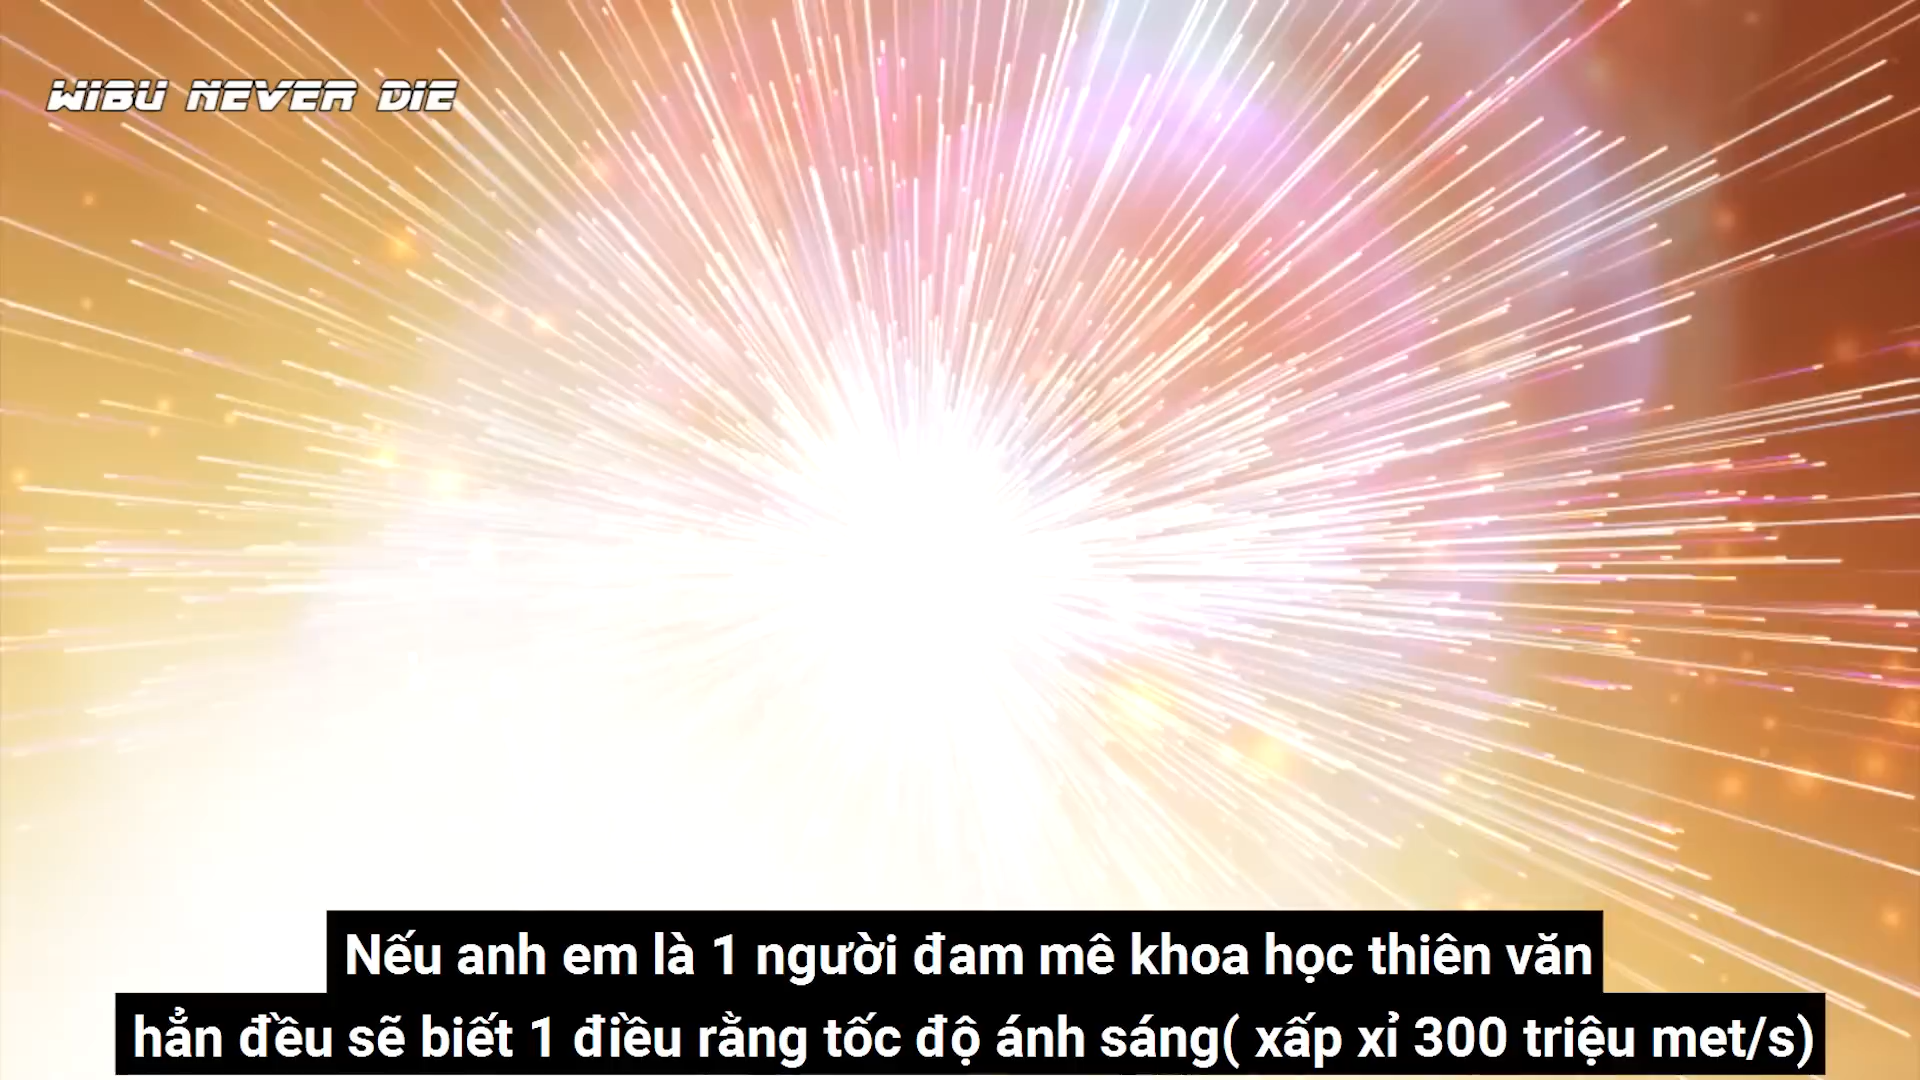 WIBU NEVER DIE
Nếu anh em là 1 người đam mê khoa học thiên văn
hẳn đều sẽ biết 1 điều rằng tốc độ ánh sáng( xấp xỉ 300 triệu met/s)